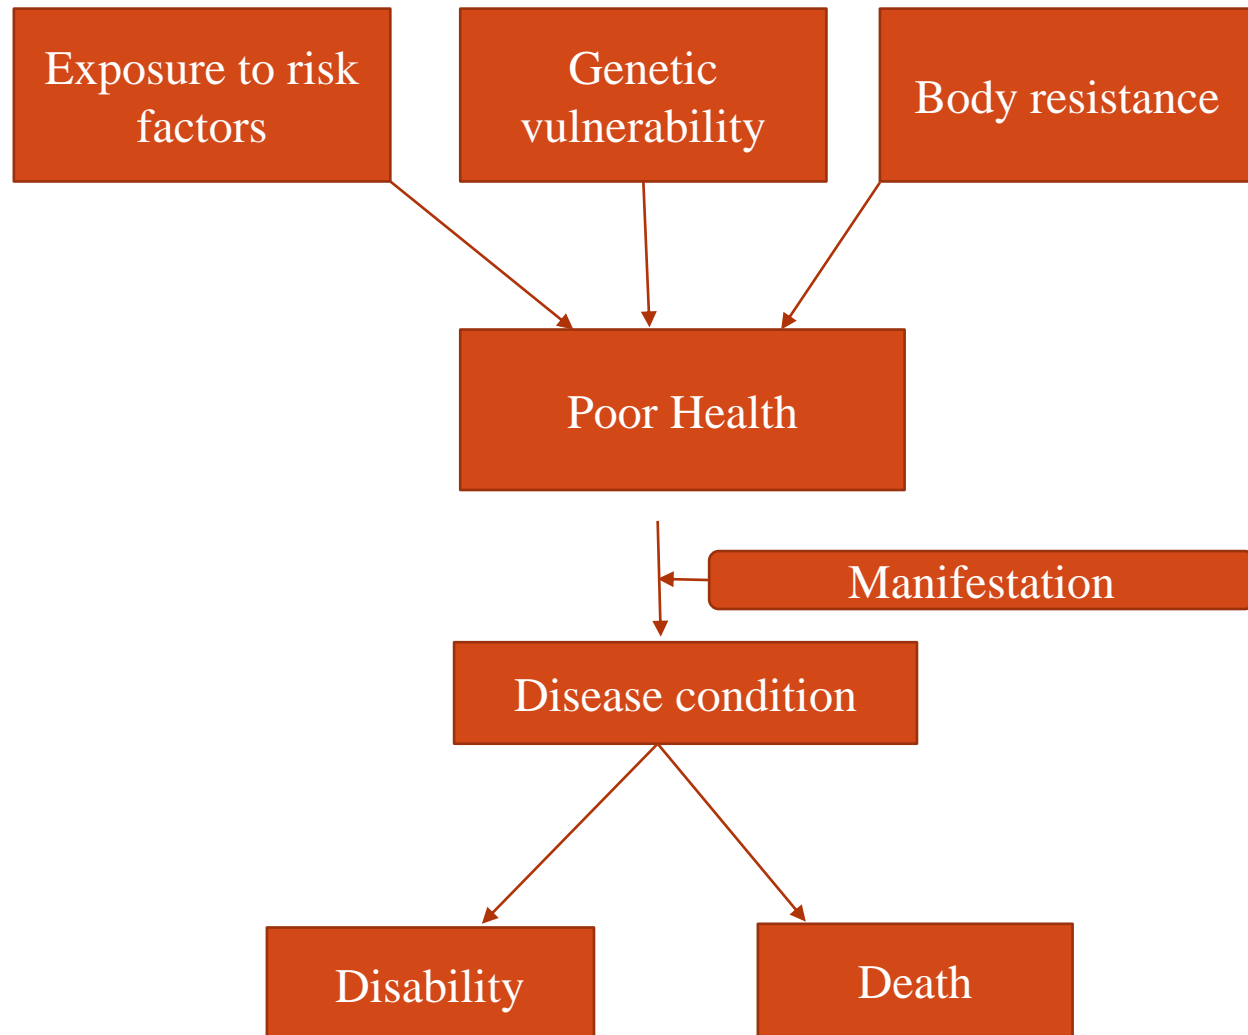 Exposure to risk
factors
Genetic
vulnerability
Body resistance
Poor Health
Manifestation
Disease condition
Disability
Death